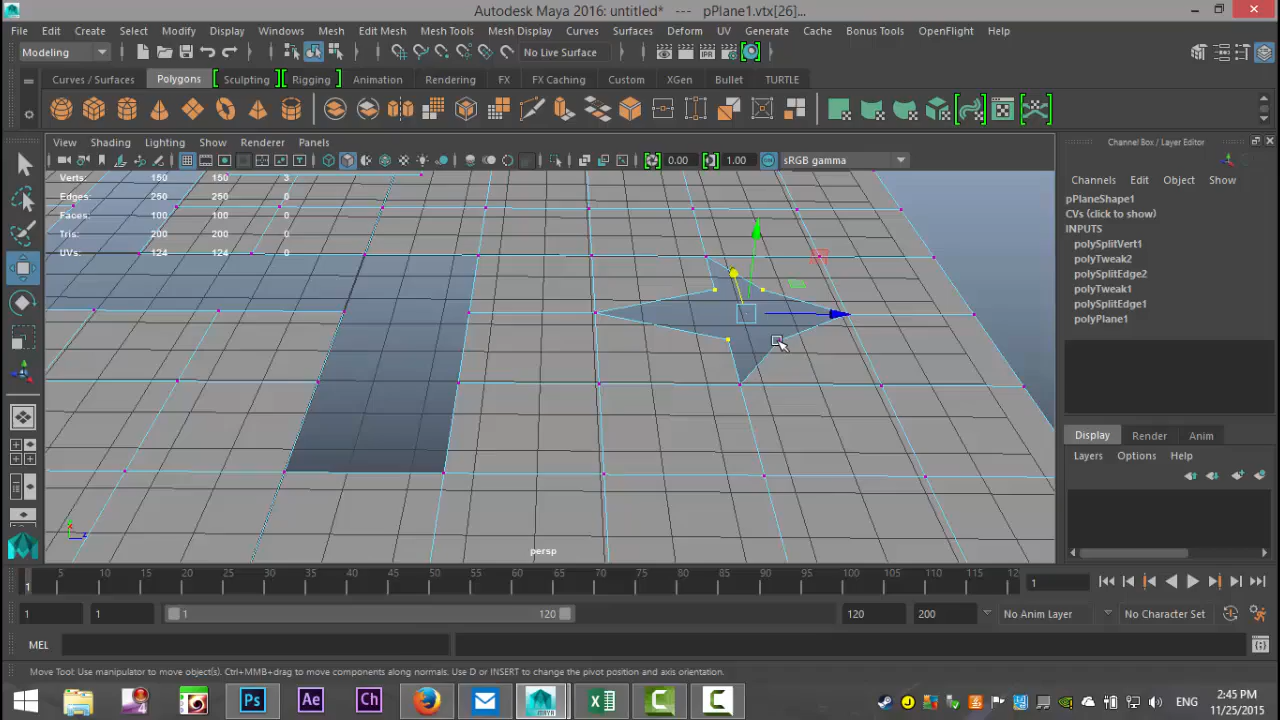 Autodesk Maya 2016: untitled*   ---   pPlane1.vtx[26]...
File Edit Create Select Modify Display Windows Mesh Edit Mesh Mesh Tools Mesh Display Curves Surfaces Deform UV Generate Cache Bonus Tools OpenFlight Help
Modeling No Live Surface
Curves / Surfaces Polygons Sculpting Rigging Animation Rendering FX FX Caching Custom XGen Bullet TURTLE
View Shading Lighting Show Renderer Panels Channel Box / Layer Editor
0.00 1.00 sRGB gamma
Channels Edit Object Show
Verts: 150 150 3
Edges: 250 250 0
Faces: 100 100 0
Tris: 200 200 0
UVs: 124 124 0
pPlaneShape1
CVs (click to show)
INPUTS
polySplitVert1
polyTweak2
polySplitEdge2
polyTweak1
polySplitEdge1
polyPlane1
Display Render Anim
Layers Options Help
persp
5 10 15 20 25 30 35 40 45 50 55 60 65 70 75 80 85 90 95 100 105 110 115 12
1 1
1 1 1 120 120 200 No Anim Layer No Character Set
MEL
Move Tool: Use manipulator to move object(s). Ctrl+MMB+drag to move components along normals. Use D or INSERT to change the pivot position and axis orientation.
Ps Ae Ch ENG 2:45 PM
11/25/2015